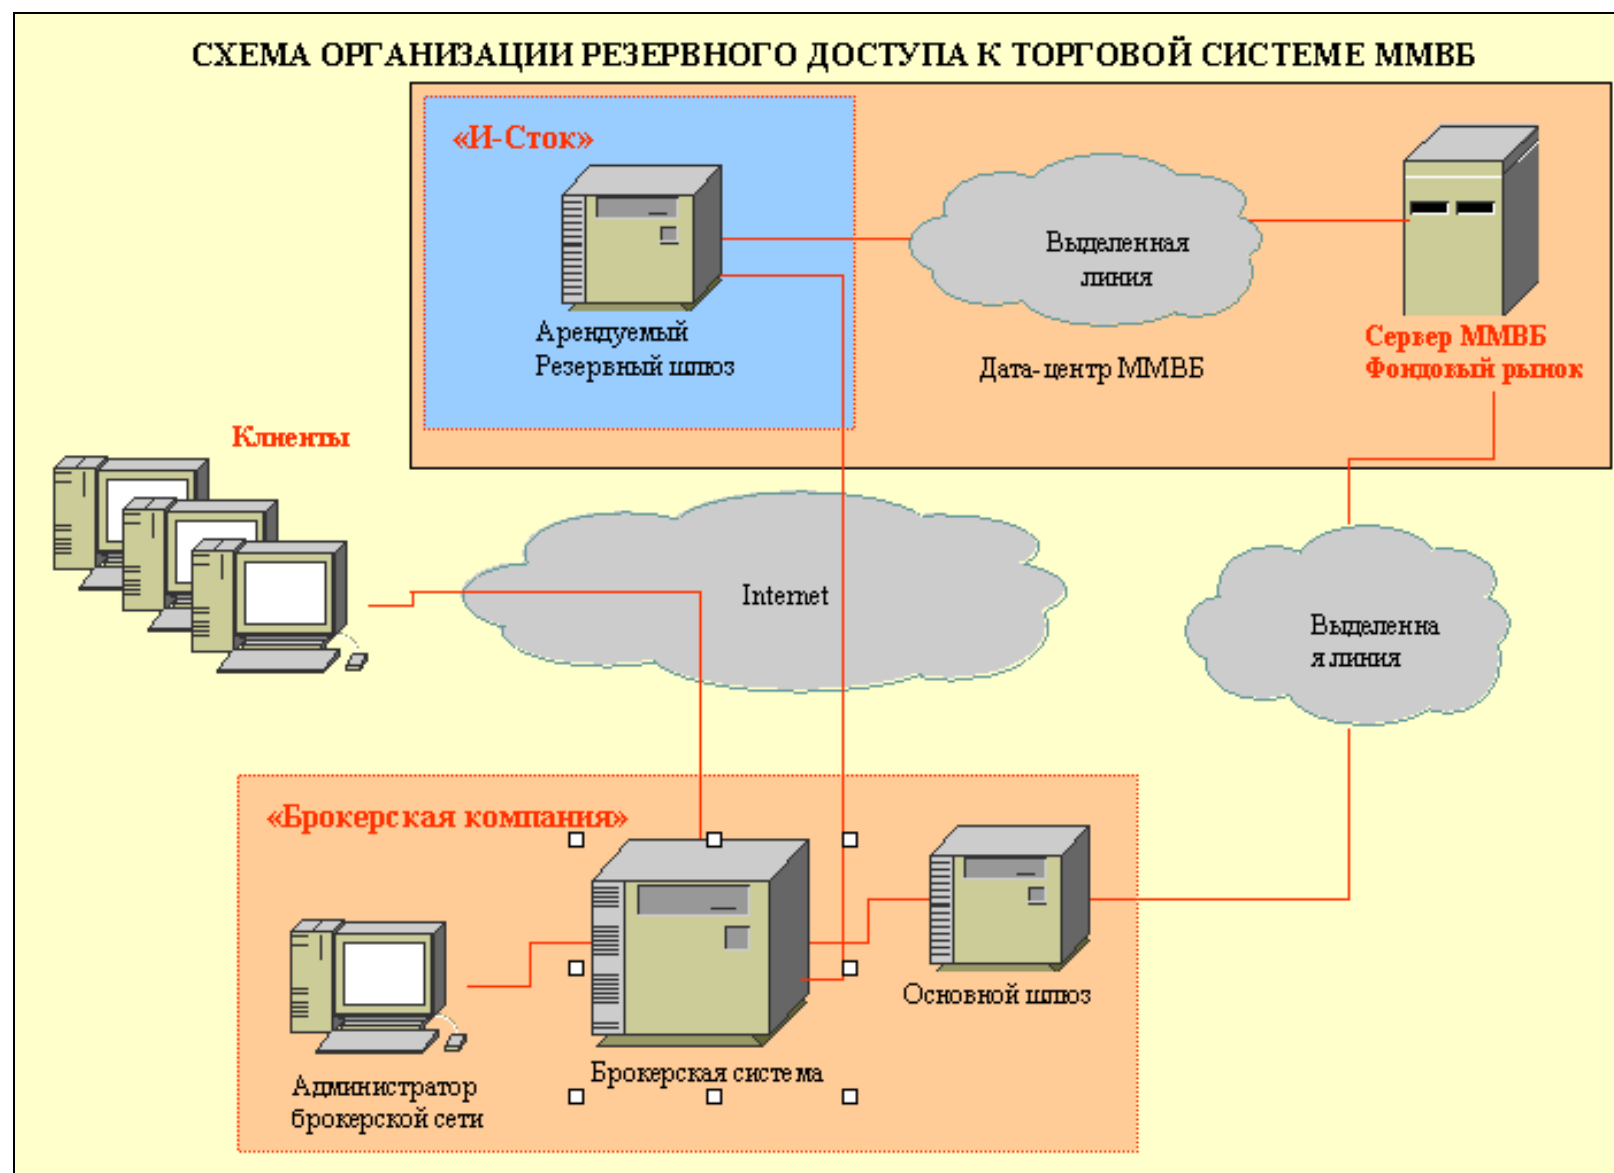 СХЕМА ОРГАНИЗАЦИИ РЕЗЕРВНОГО ДОСТУПА К ТОРГОВОЙ СИСТЕМЕ ММВБ
«И-Сток»
Выделенная
линия
Арендуемый
Резервный шлюз
Дата-центр ММВБ
Сервер ММВБ
Фондовый рынок
Клиенты
Internet
Выделенна
я линия
«Брокерская компания»
Основной шлюз
Брокерская система
Администратор
брокерской сети